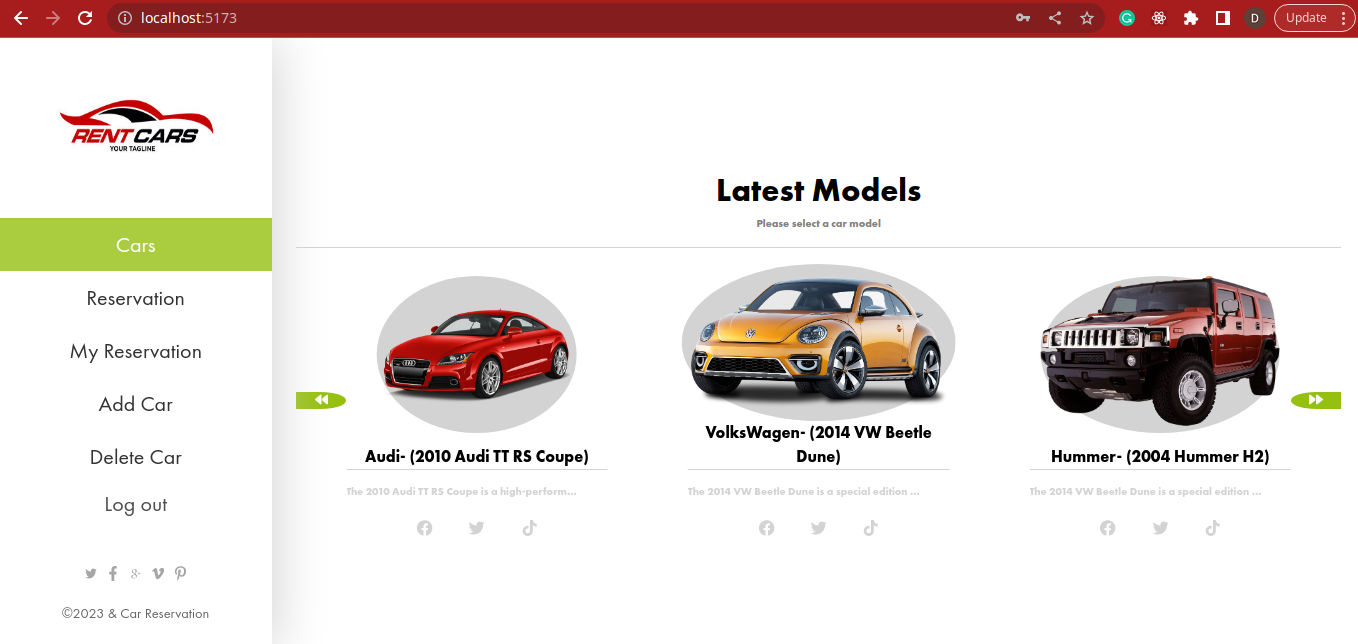 localhost:5173
D
Update
RENTCARS
YOUR TAGLINE
Cars
Reservation
My Reservation
Add Car
Delete Car
Log out
©2023 & Car Reservation
Latest Models
Please select a car model
Audi- (2010 Audi TT RS Coupe)
The 2010 Audi TT RS Coupe is a high-perform...
VolksWagen- (2014 VW Beetle
Dune)
The 2014 VW Beetle Dune is a special edition ...
Hummer- (2004 Hummer H2)
The 2014 VW Beetle Dune is a special edition ...